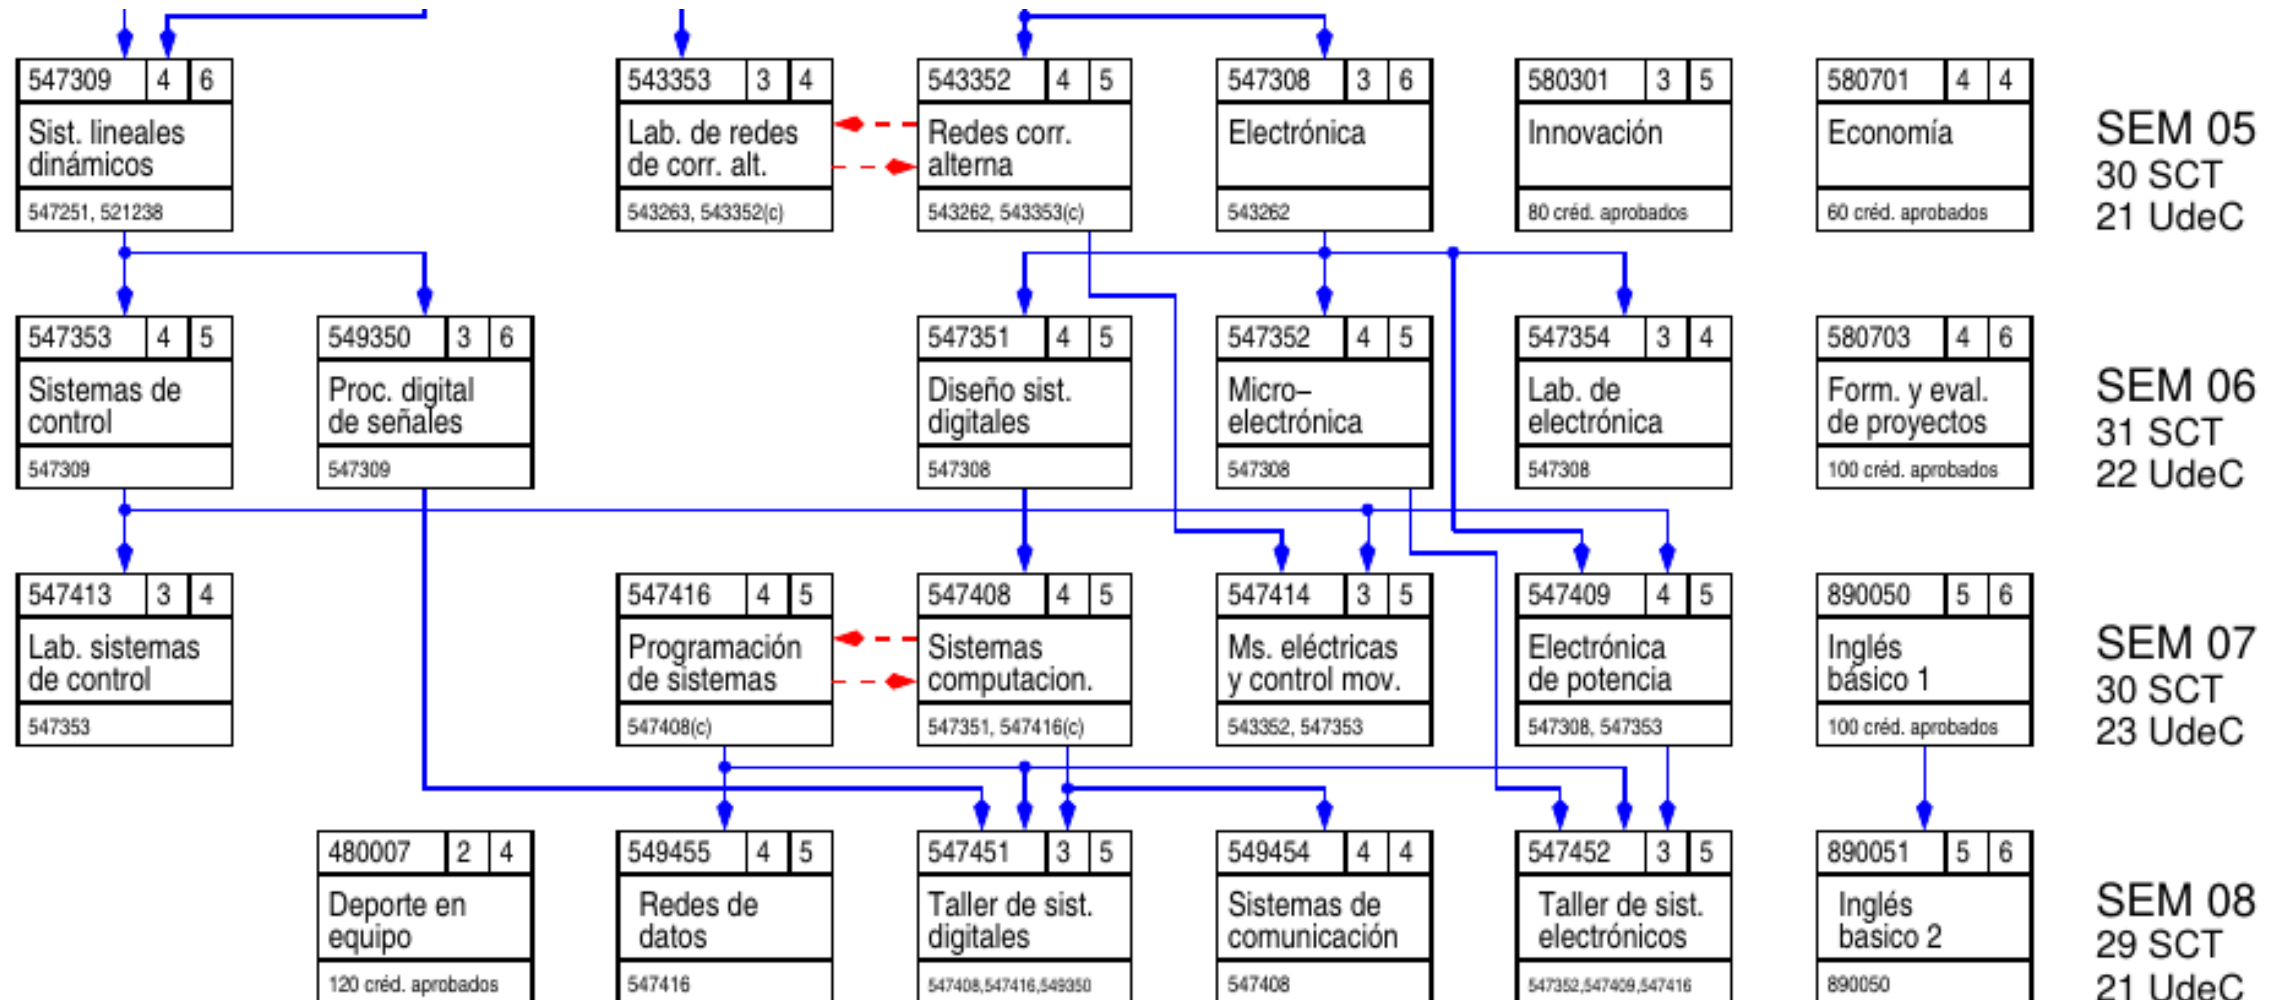 547309 4 6
Sist. lineales
dinámicos
547251, 521238
543353 3 4
Lab. de redes
de corr. alt.
543263, 543352(c)
543352 4 5
Redes corr.
alterna
543262, 543353(c)
547308 3 6
Electrónica
543262
580301 3 5
Innovación
80 créd. aprobados
580701 4 4
Economía
60 créd. aprobados
SEM 05
30 SCT
21 UdeC
547353 4 5
Sistemas de
control
547309
549350 3 6
Proc. digital
de señales
547309
547351 4 5
Diseño sist.
digitales
547308
547352 4 5
Micro–
electrónica
547308
547354 3 4
Lab. de
electrónica
547308
580703 4 6
Form. y eval.
de proyectos
100 créd. aprobados
SEM 06
31 SCT
22 UdeC
547413 3 4
Lab. sistemas
de control
547353
547416 4 5
Programación
de sistemas
547408(c)
547408 4 5
Sistemas
computacion.
547351, 547416(c)
547414 3 5
Ms. eléctricas
y control mov.
543352, 547353
547409 4 5
Electrónica
de potencia
547308, 547353
890050 5 6
Inglés
básico 1
100 créd. aprobados
SEM 07
30 SCT
23 UdeC
480007 2 4
Deporte en
equipo
120 créd. aprobados
549455 4 5
Redes de
datos
547416
547451 3 5
Taller de sist.
digitales
547408,547416,549350
549454 4 4
Sistemas de
comunicación
547408
547452 3 5
Taller de sist.
electrónicos
547352,547409,547416
890051 5 6
Inglés
basico 2
890050
SEM 08
29 SCT
21 UdeC